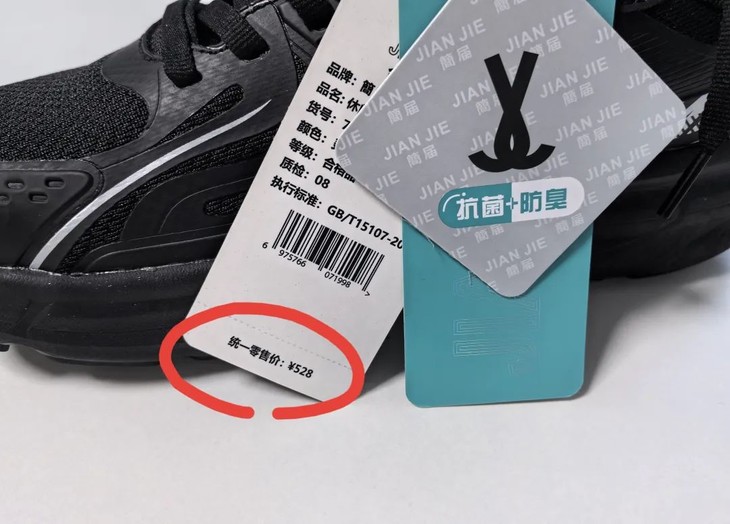 品牌：簡
品名：休
货号：7
颜色：
等级：合格品
质检：08
执行标准：GB/T15107-20
6 975766 071998 >
统一零售价：¥528
JIAN JIE
簡届
抗菌+防臭